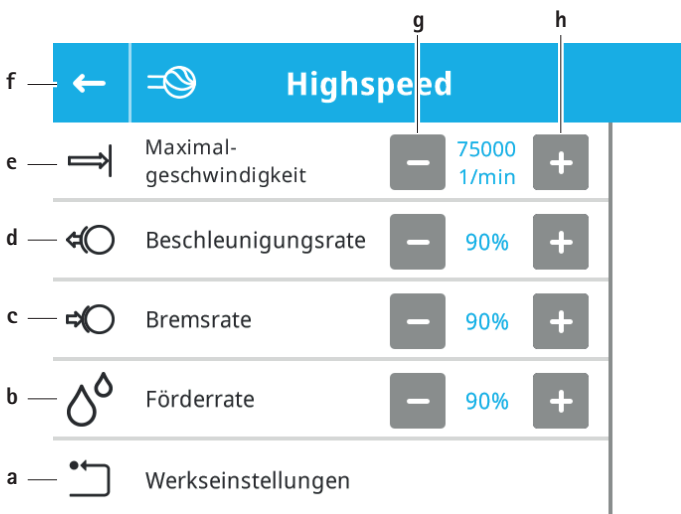 g h
f Highspeed
e Maximal-
geschwindigkeit
75000
1/min
d Beschleunigungsrate 90%
c Bremsrate 90%
b Förderrate 90%
a Werkseinstellungen